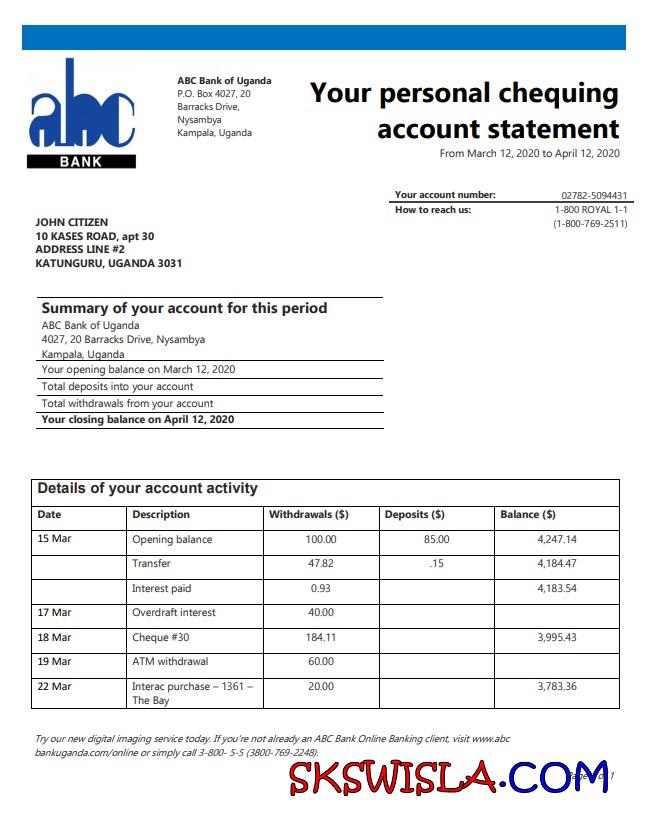 abc
BANK
ABC Bank of Uganda
P.O. Box 4027, 20
Barracks Drive,
Nysambya
Kampala, Uganda
Your personal chequing
account statement
From March 12, 2020 to April 12, 2020
Your account number: 02782-5094431
How to reach us: 1-800 ROYAL 1-1
(1-800-769-2511)
JOHN CITIZEN
10 KASES ROAD, apt 30
ADDRESS LINE #2
KATUNGURU, UGANDA 3031
Summary of your account for this period
ABC Bank of Uganda
4027, 20 Barracks Drive, Nysambya
Kampala, Uganda
Your opening balance on March 12, 2020
Total deposits into your account
Total withdrawals from your account
Your closing balance on April 12, 2020
Details of your account activity
Date Description Withdrawals ($) Deposits ($) Balance ($)
15 Mar Opening balance 100.00 85.00 4,247.14
Transfer 47.82 .15 4,184.47
Interest paid 0.93 4,183.54
17 Mar Overdraft interest 40.00
18 Mar Cheque #30 184.11 3,995.43
19 Mar ATM withdrawal 60.00
22 Mar Interac purchase – 1361 – 20.00 3,783.36
The Bay
Try our new digital imaging service today. If you're not already an ABC Bank Online Banking client, visit www.abc
bankuganda.com/online or simply call 3-800- 5-5 (3800-769-2248).
SKSWISLA.COM